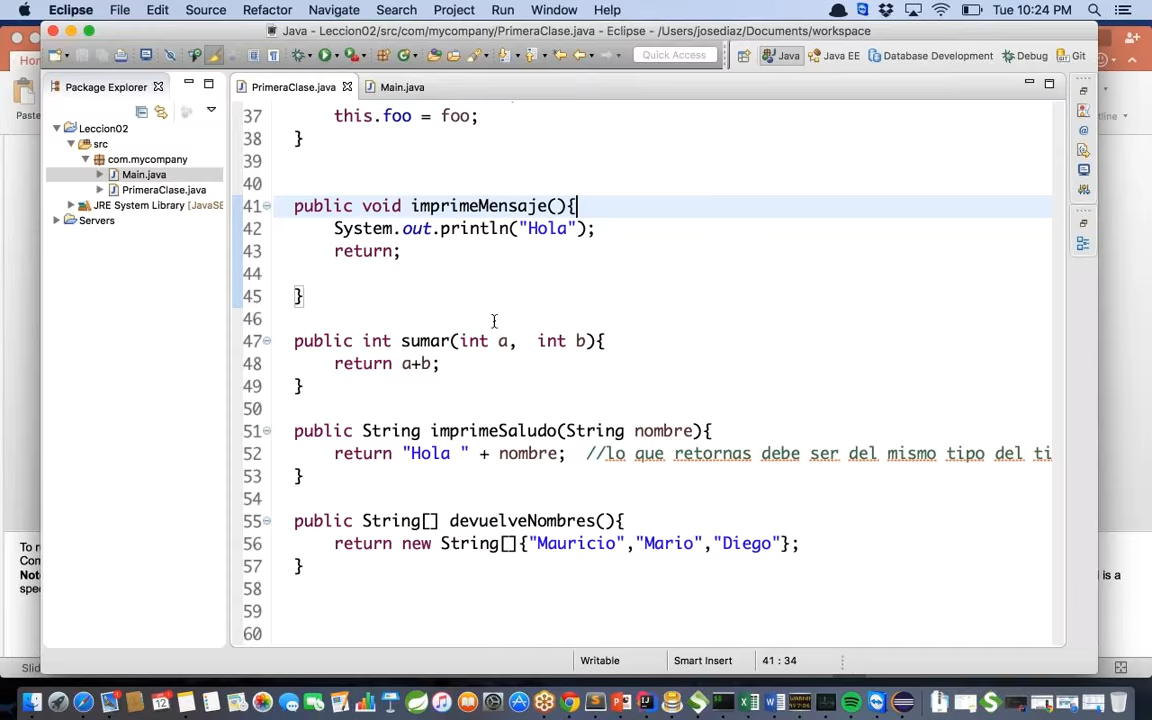 Eclipse File Edit Source Refactor Navigate Search Project Run Window Help Tue 10:24 PM
Java - Leccion02/src/com/mycompany/PrimeraClase.java - Eclipse - /Users/josediaz/Documents/workspace
Quick Access Java Java EE Database Development Debug Git
Package Explorer PrimeraClase.java Main.java
Paste
Leccion02
src
com.mycompany
Main.java
PrimeraClase.java
JRE System Library [JavaSE
Servers
37 this.foo = foo;
38 }
39
40
41 public void imprimeMensaje(){
42 System.out.println("Hola");
43 return;
44
45 }
46
47 public int sumar(int a, int b){
48 return a+b;
49 }
50
51 public String imprimeSaludo(String nombre){
52 return "Hola " + nombre; //lo que retornas debe ser del mismo tipo del ti
53 }
54
55 public String[] devuelveNombres(){
56 return new String[]{"Mauricio","Mario","Diego"};
57 }
58
59
60
Writable Smart Insert 41 : 34